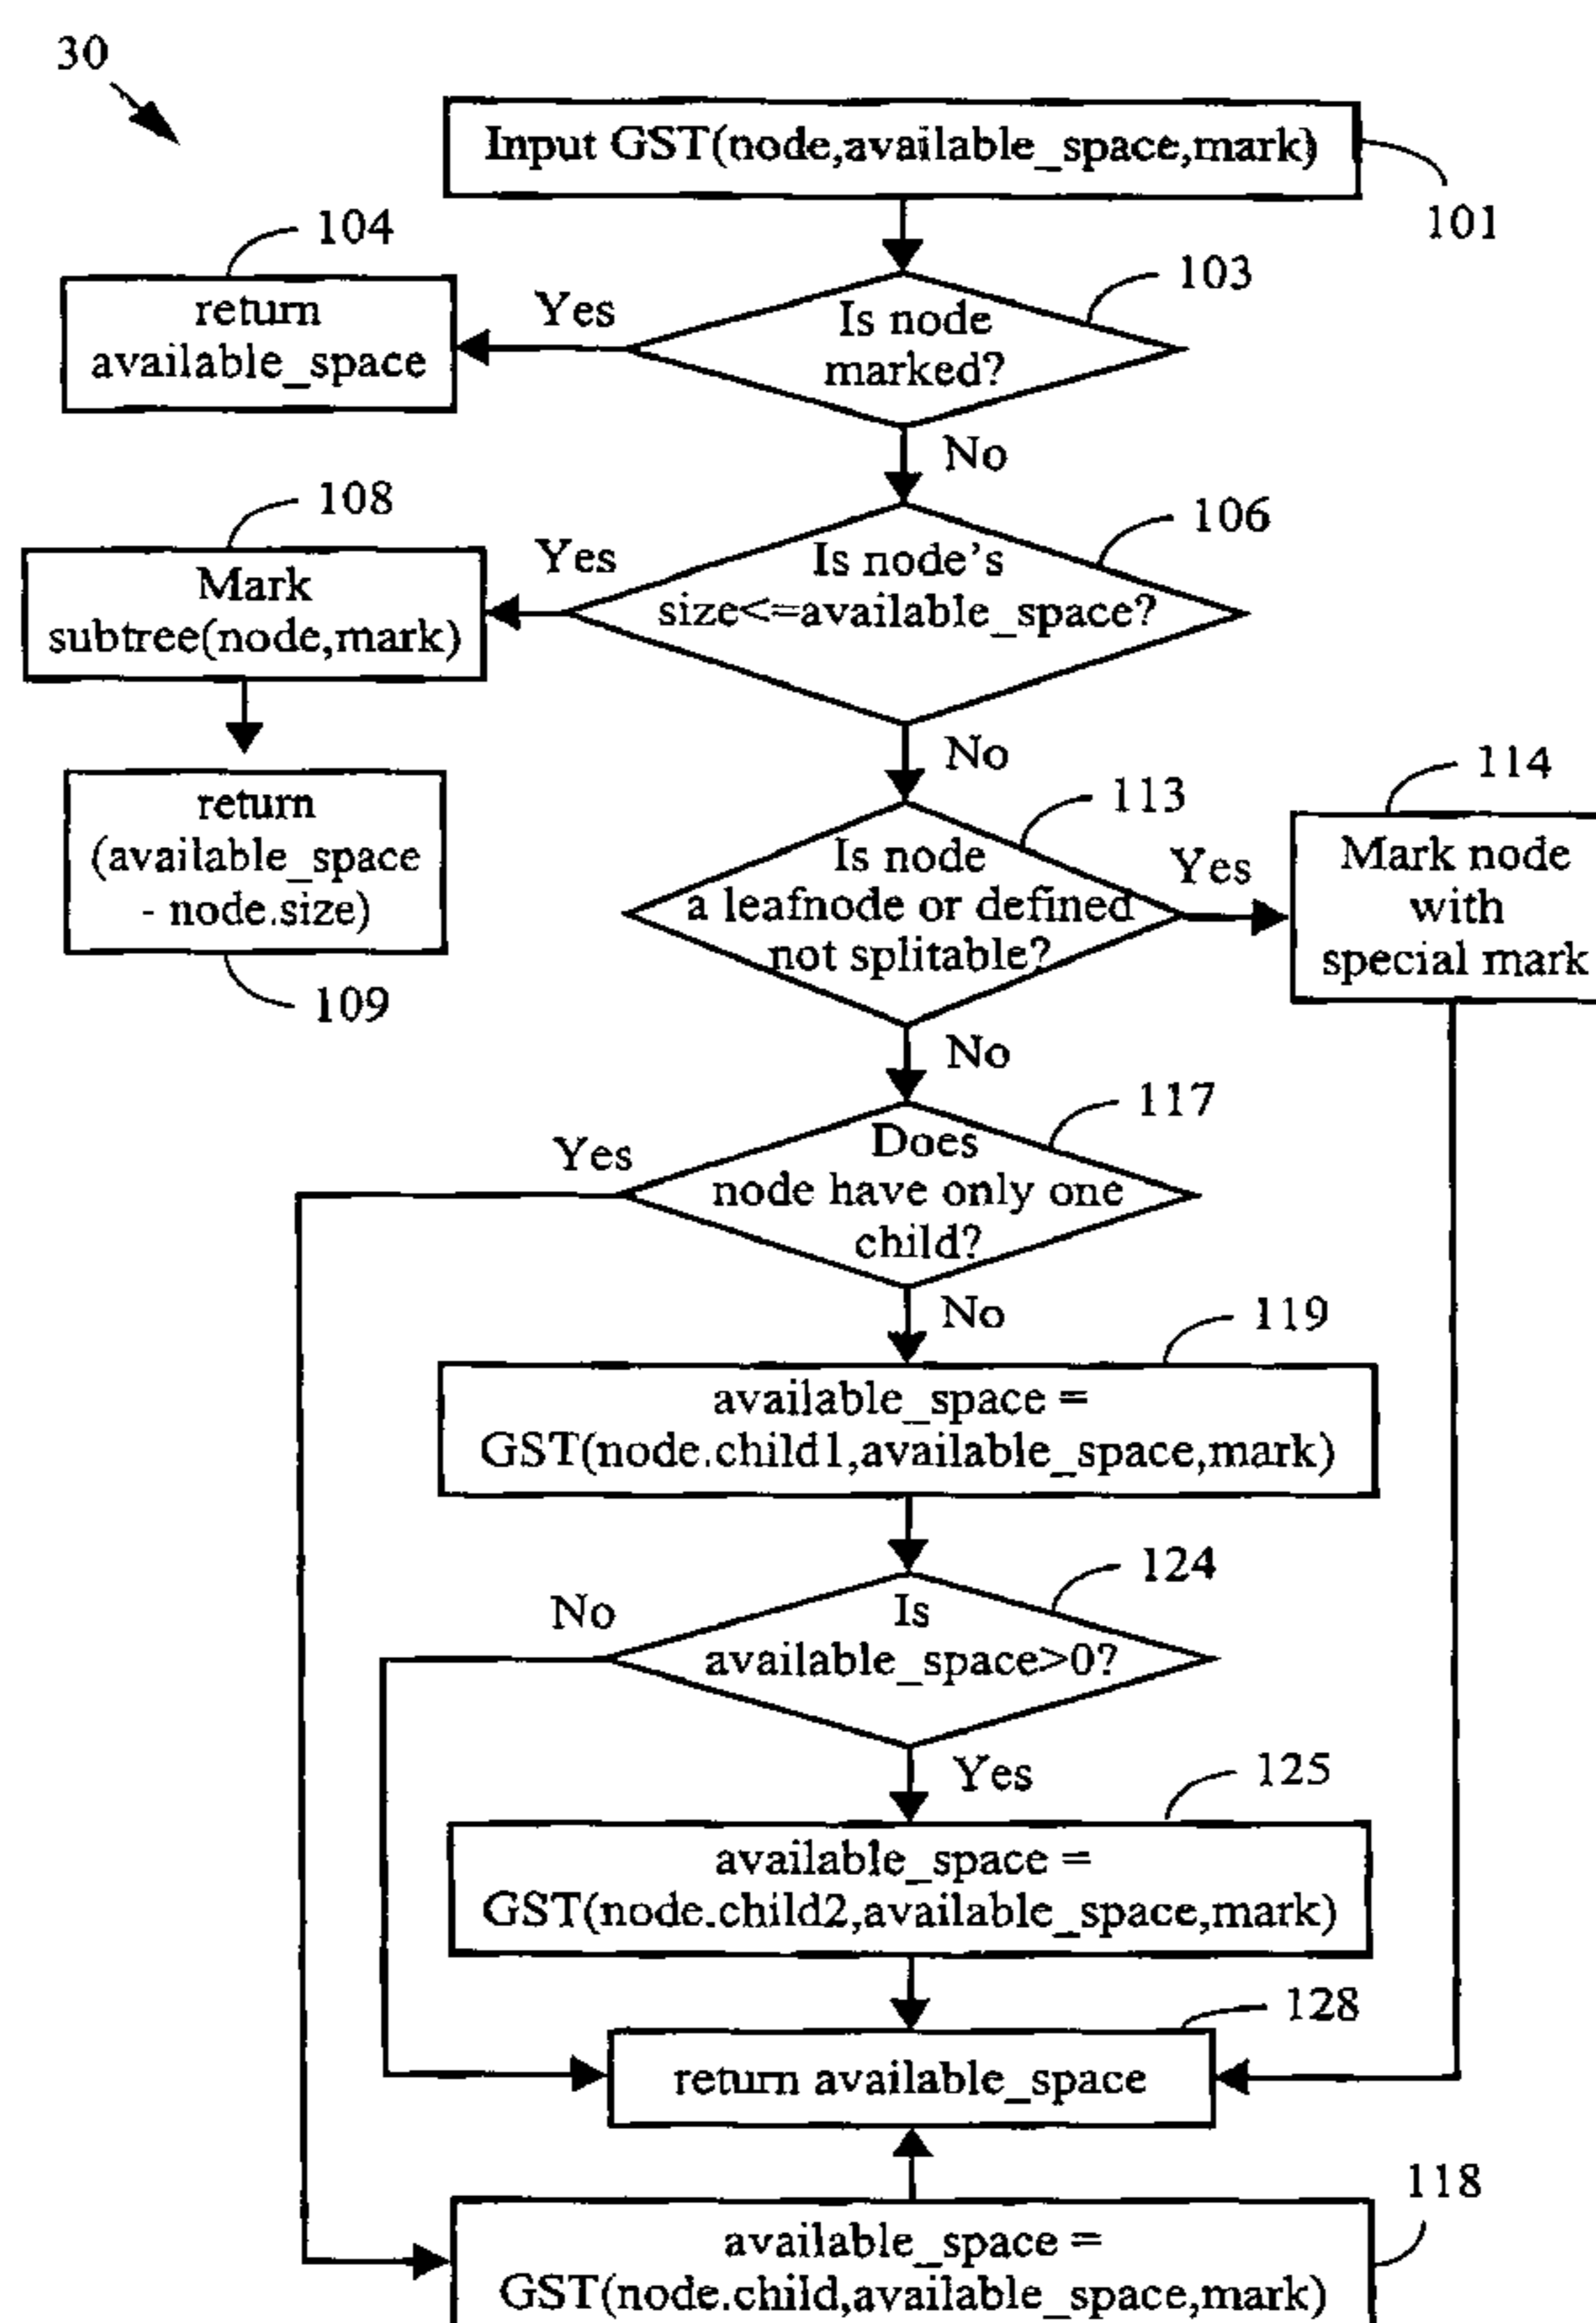 30
Input GST(node,available_space,mark)
101
104
return
available_space
Yes
103
Is node
marked?
No
108
Mark
subtree(node,mark)
Yes
106
Is node's
size<=available_space?
No
return
(available_space
- node.size)
109
113
Is node
a leafnode or defined
not splitable?
Yes
114
Mark node
with
special mark
No
117
Does
node have only one
child?
Yes
No
119
available_space =
GST(node.child1,available_space,mark)
124
Is
available_space>0?
No
Yes
125
available_space =
GST(node.child2,available_space,mark)
128
return available_space
118
available_space =
GST(node.child,available_space,mark)